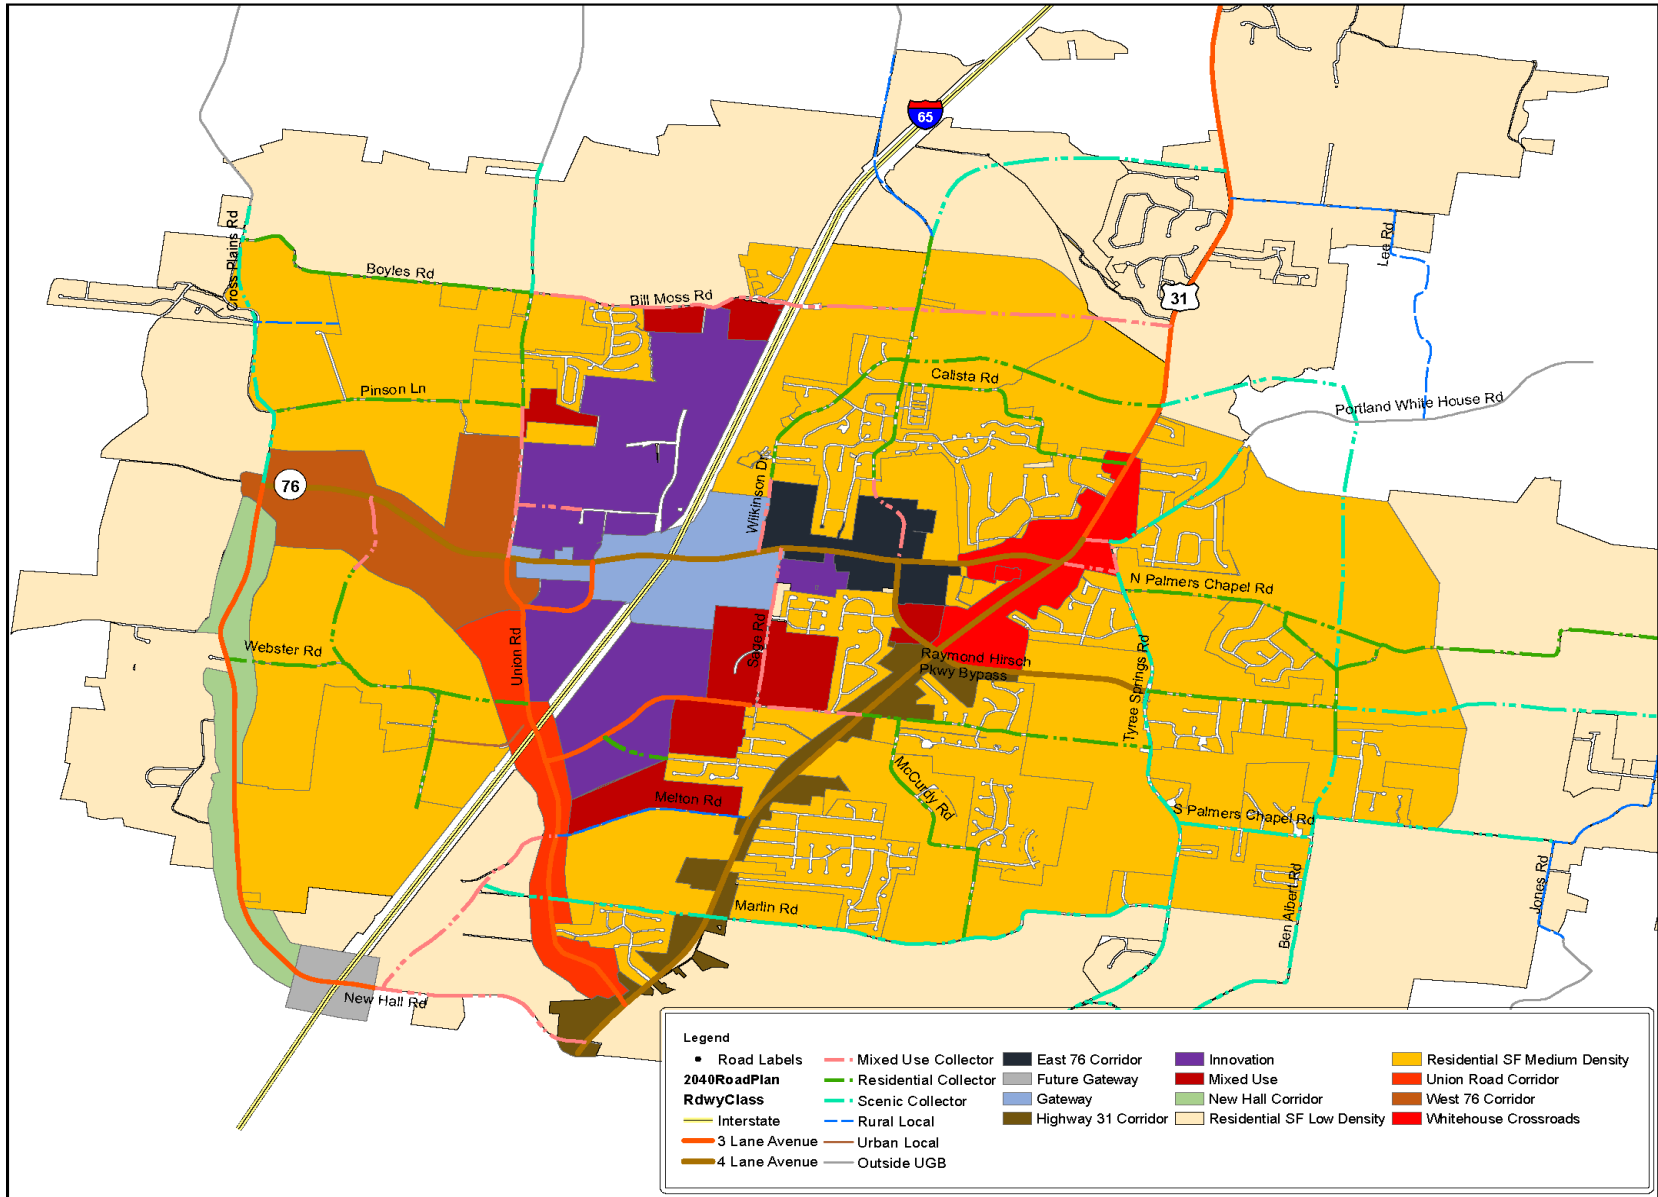 65
Cross Plains Rd
Boyles Rd
Bill Moss Rd
31
Lee Rd
Pinson Ln
Calista Rd
Portland White House Rd
76
Wilkinson Dr
N Palmers Chapel Rd
Webster Rd
Union Rd
Sage Rd
Raymond Hirsch
Pkwy Bypass
Tyree Springs Rd
McCurdy Rd
Melton Rd
S Palmers Chapel Rd
Marlin Rd
Ben Albert Rd
Jones Rd
New Hall Rd
Legend
Road Labels
2040RoadPlan
RdwyClass
Interstate
3 Lane Avenue
4 Lane Avenue
Mixed Use Collector
Residential Collector
Scenic Collector
Rural Local
Urban Local
Outside UGB
East 76 Corridor
Future Gateway
Gateway
Highway 31 Corridor
Innovation
Mixed Use
New Hall Corridor
Residential SF Low Density
Residential SF Medium Density
Union Road Corridor
West 76 Corridor
Whitehouse Crossroads